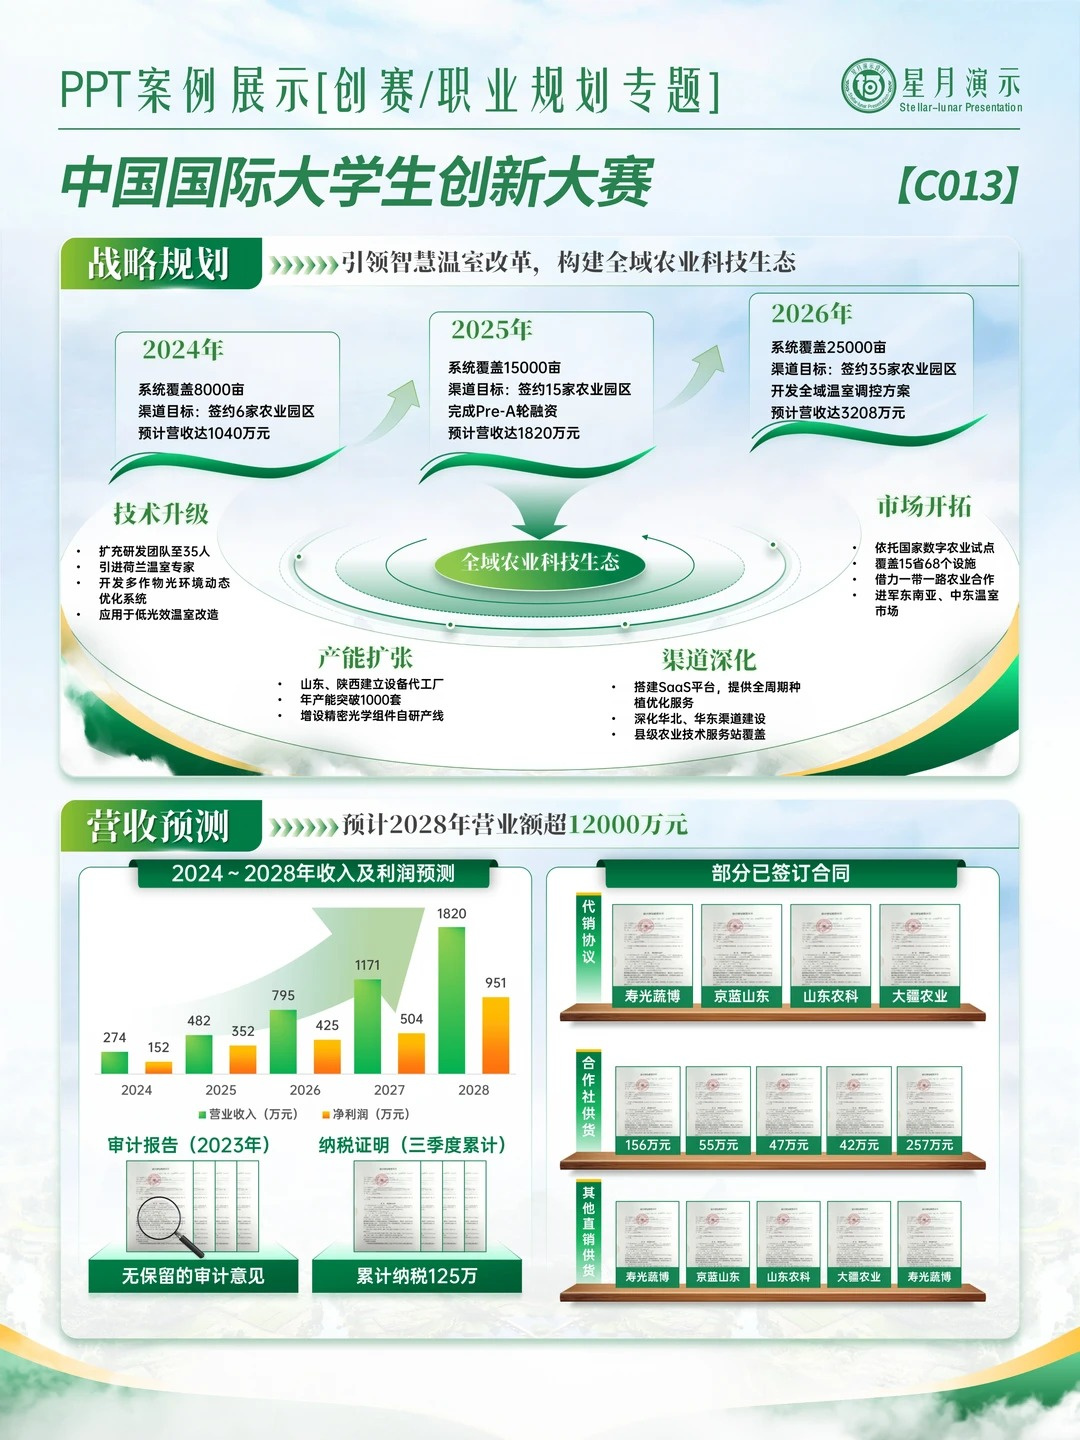 PPT案例展示[创赛/职业规划专题]
星月演示
Stellar-lunar Presentation
中国国际大学生创新大赛
【C013】
战略规划
引领智慧温室改革，构建全域农业科技生态
2024年
系统覆盖8000亩
渠道目标：签约6家农业园区
预计营收达1040万元
2025年
系统覆盖15000亩
渠道目标：签约15家农业园区
完成Pre-A轮融资
预计营收达1820万元
2026年
系统覆盖25000亩
渠道目标：签约35家农业园区
开发全域温室调控方案
预计营收达3208万元
技术升级
• 扩充研发团队至35人
• 引进荷兰温室专家
• 开发多作物光环境动态
优化系统
• 应用于低光效温室改造
全域农业科技生态
市场开拓
• 依托国家数字农业试点
• 覆盖15省68个设施
• 借力一带一路农业合作
• 进军东南亚、中东温室
市场
产能扩张
• 山东、陕西建立设备代工厂
• 年产能突破1000套
• 增设精密光学组件自研产线
渠道深化
• 搭建SaaS平台，提供全周期种
植优化服务
• 深化华北、华东渠道建设
• 县级农业技术服务站覆盖
营收预测
预计2028年营业额超12000万元
2024～2028年收入及利润预测
274
152
482
352
795
425
1171
504
1820
951
2024
2025
2026
2027
2028
营业收入（万元）
净利润（万元）
审计报告（2023年）
无保留的审计意见
纳税证明（三季度累计）
累计纳税125万
部分已签订合同
代销协议
寿光蔬博
京蓝山东
山东农科
大疆农业
合作社供货
156万元
55万元
47万元
42万元
257万元
其他直销供货
寿光蔬博
京蓝山东
山东农科
大疆农业
寿光蔬博